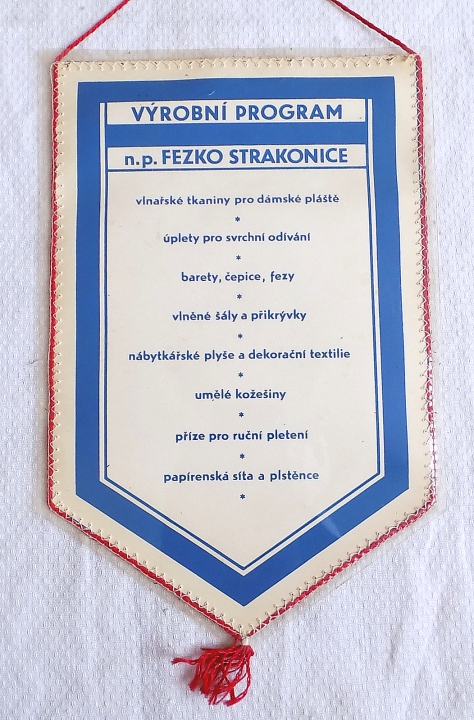 VÝROBNÍ PROGRAM
n.p. FEZKO STRAKONICE
vlnařské tkaniny pro dámské pláště
*
úplety pro svrchní odívání
*
barety, čepice, fezy
*
vlněné šály a přikrývky
*
nábytkářské plyše a dekorační textilie
*
umělé kožešiny
*
příze pro ruční pletení
*
papírenská síta a plstěnce
*